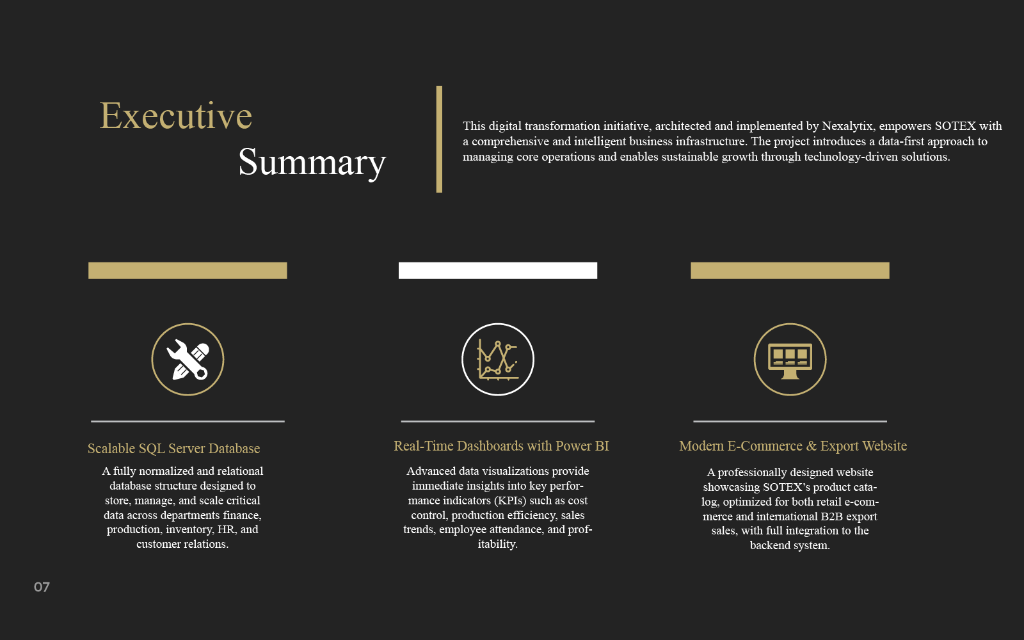 Executive
Summary
This digital transformation initiative, architected and implemented by Nexalytix, empowers SOTEX with
a comprehensive and intelligent business infrastructure. The project introduces a data-first approach to
managing core operations and enables sustainable growth through technology-driven solutions.
Scalable SQL Server Database
A fully normalized and relational
database structure designed to
store, manage, and scale critical
data across departments finance,
production, inventory, HR, and
customer relations.
Real-Time Dashboards with Power BI
Advanced data visualizations provide
immediate insights into key perfor-
mance indicators (KPIs) such as cost
control, production efficiency, sales
trends, employee attendance, and prof-
itability.
Modern E-Commerce & Export Website
A professionally designed website
showcasing SOTEX's product cata-
log, optimized for both retail e-com-
merce and international B2B export
sales, with full integration to the
backend system.
07